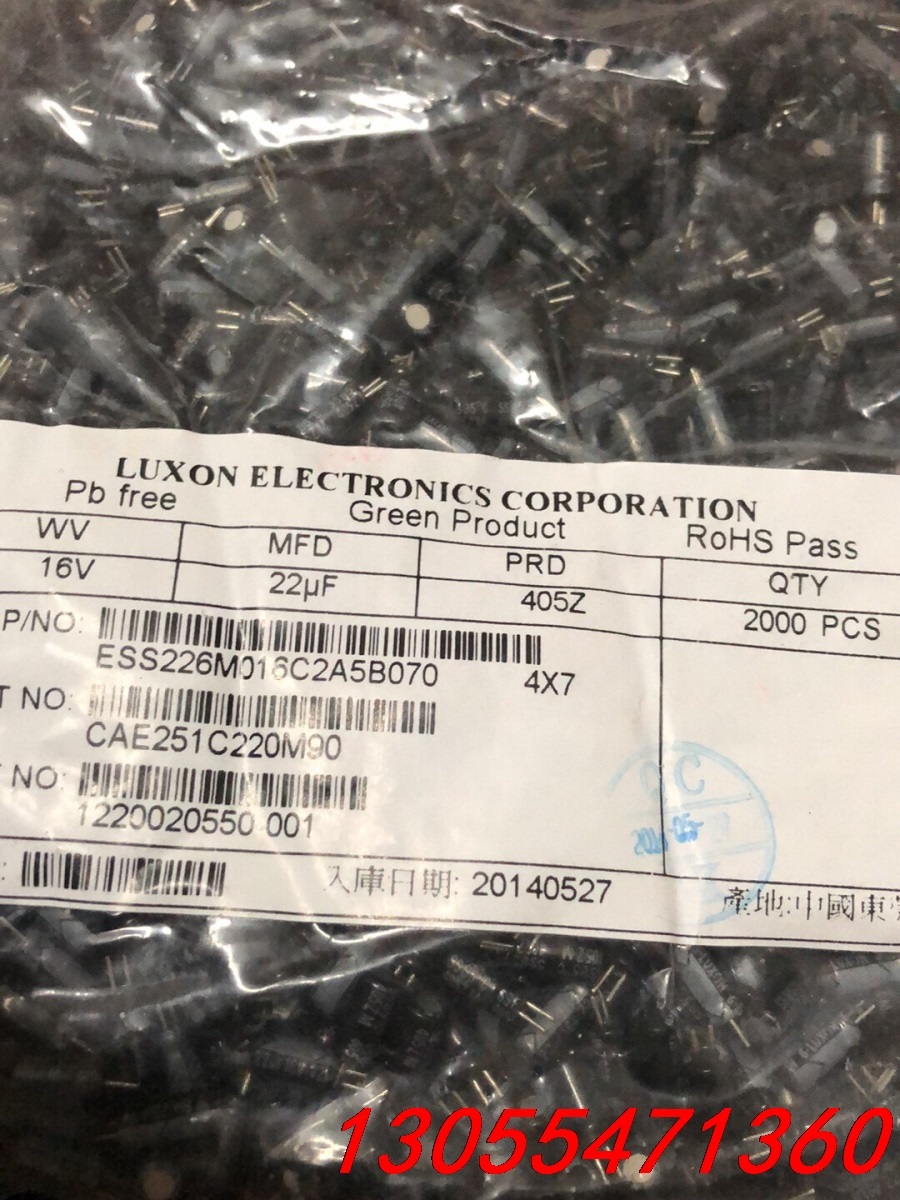 LUXON ELECTRONICS CORPORATION
Pb free Green Product RoHS Pass
WV MFD PRD QTY
16V 22µF 405Z 2000 PCS
P/NO:
ESS226M016C2A5B070 4X7
T NO:
CAE251C220M90
NO:
1220020550 001
: 入庫日期: 20140527 產地:中國東
QC
13055471360